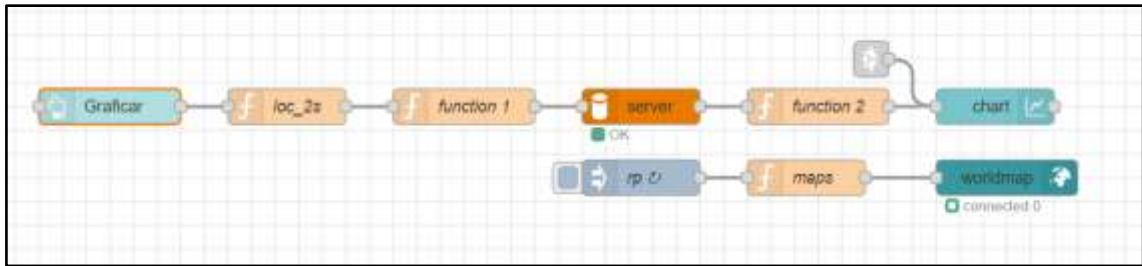 Graficar
loc_2s
function 1
server
function 2
chart
OK
rp ↻
maps
worldmap
connected 0